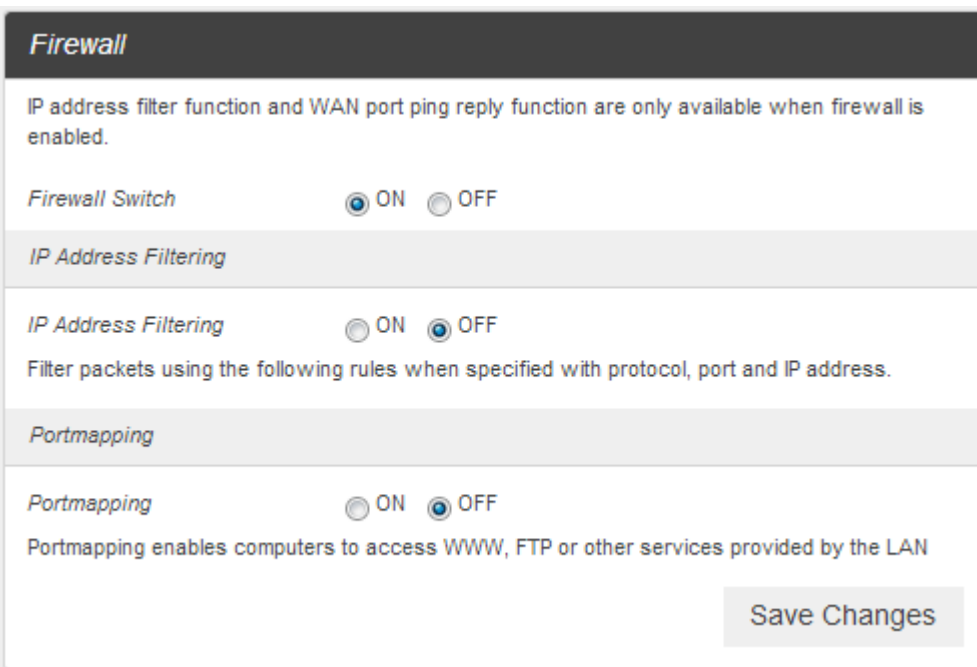 Firewall
IP address filter function and WAN port ping reply function are only available when firewall is
enabled.
Firewall Switch ON OFF
IP Address Filtering
IP Address Filtering ON OFF
Filter packets using the following rules when specified with protocol, port and IP address.
Portmapping
Portmapping ON OFF
Portmapping enables computers to access WWW, FTP or other services provided by the LAN
Save Changes